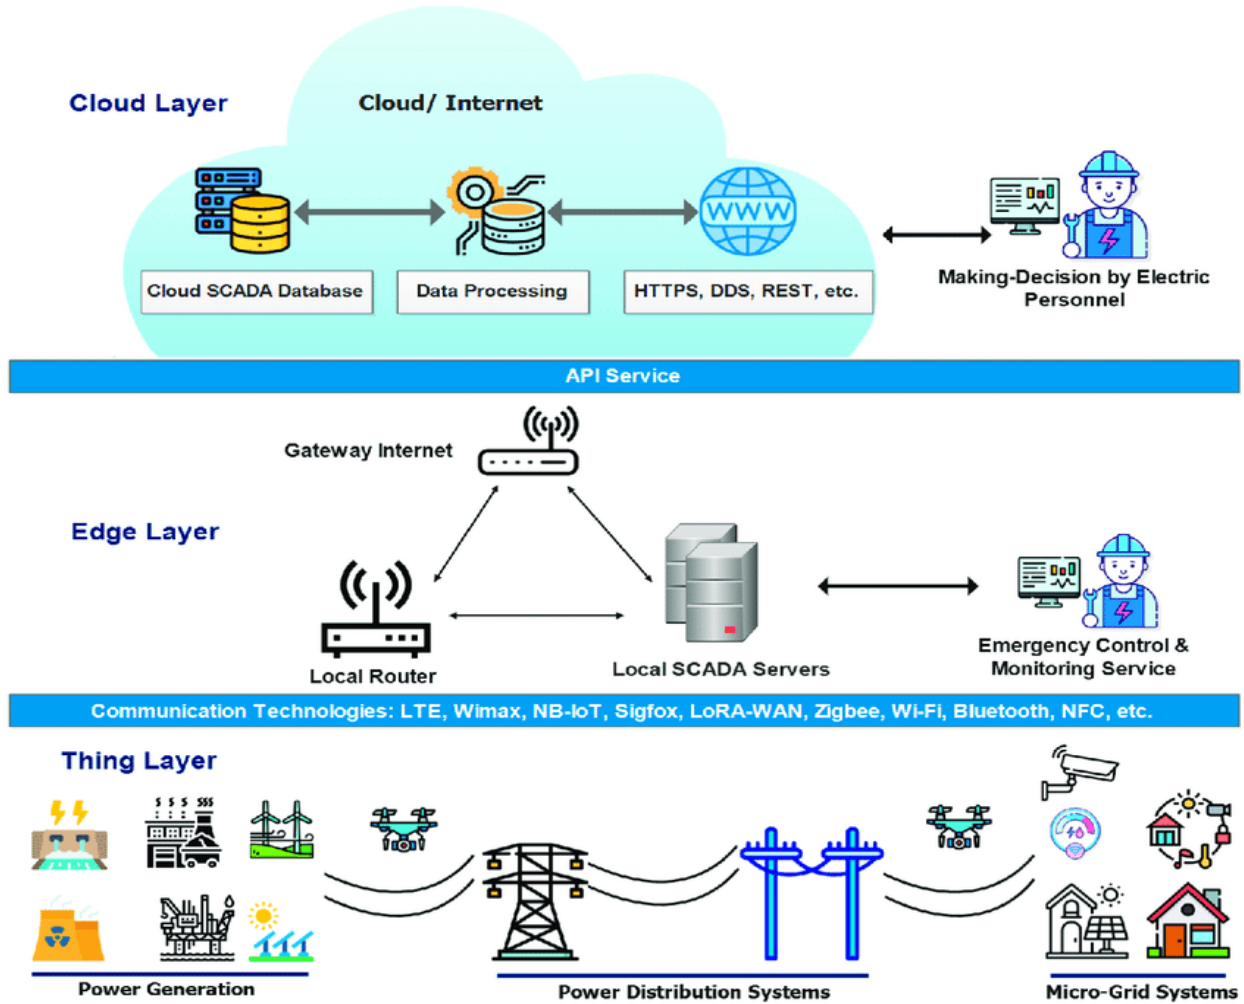 Cloud Layer
Cloud/ Internet
WWW
Cloud SCADA Database
Data Processing
HTTPS, DDS, REST, etc.
Making-Decision by Electric
Personnel
API Service
Gateway Internet
Edge Layer
Local Router
Local SCADA Servers
Emergency Control &
Monitoring Service
Communication Technologies: LTE, Wimax, NB-IoT, Sigfox, LoRA-WAN, Zigbee, Wi-Fi, Bluetooth, NFC, etc.
Thing Layer
Power Generation
Power Distribution Systems
Micro-Grid Systems